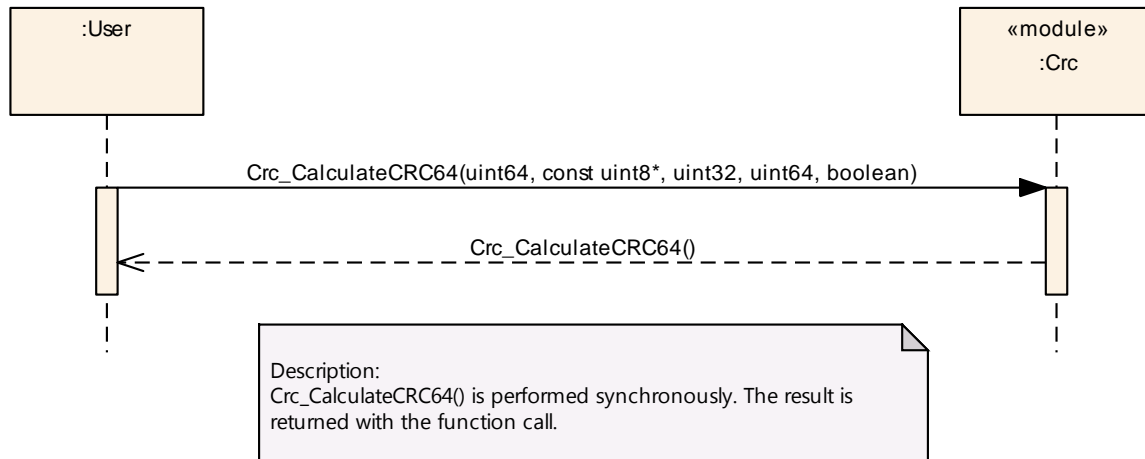 :User
«module»
:Crc
Crc_CalculateCRC64(uint64, const uint8*, uint32, uint64, boolean)
Crc_CalculateCRC64()
Description:
Crc_CalculateCRC64() is performed synchronously. The result is
returned with the function call.